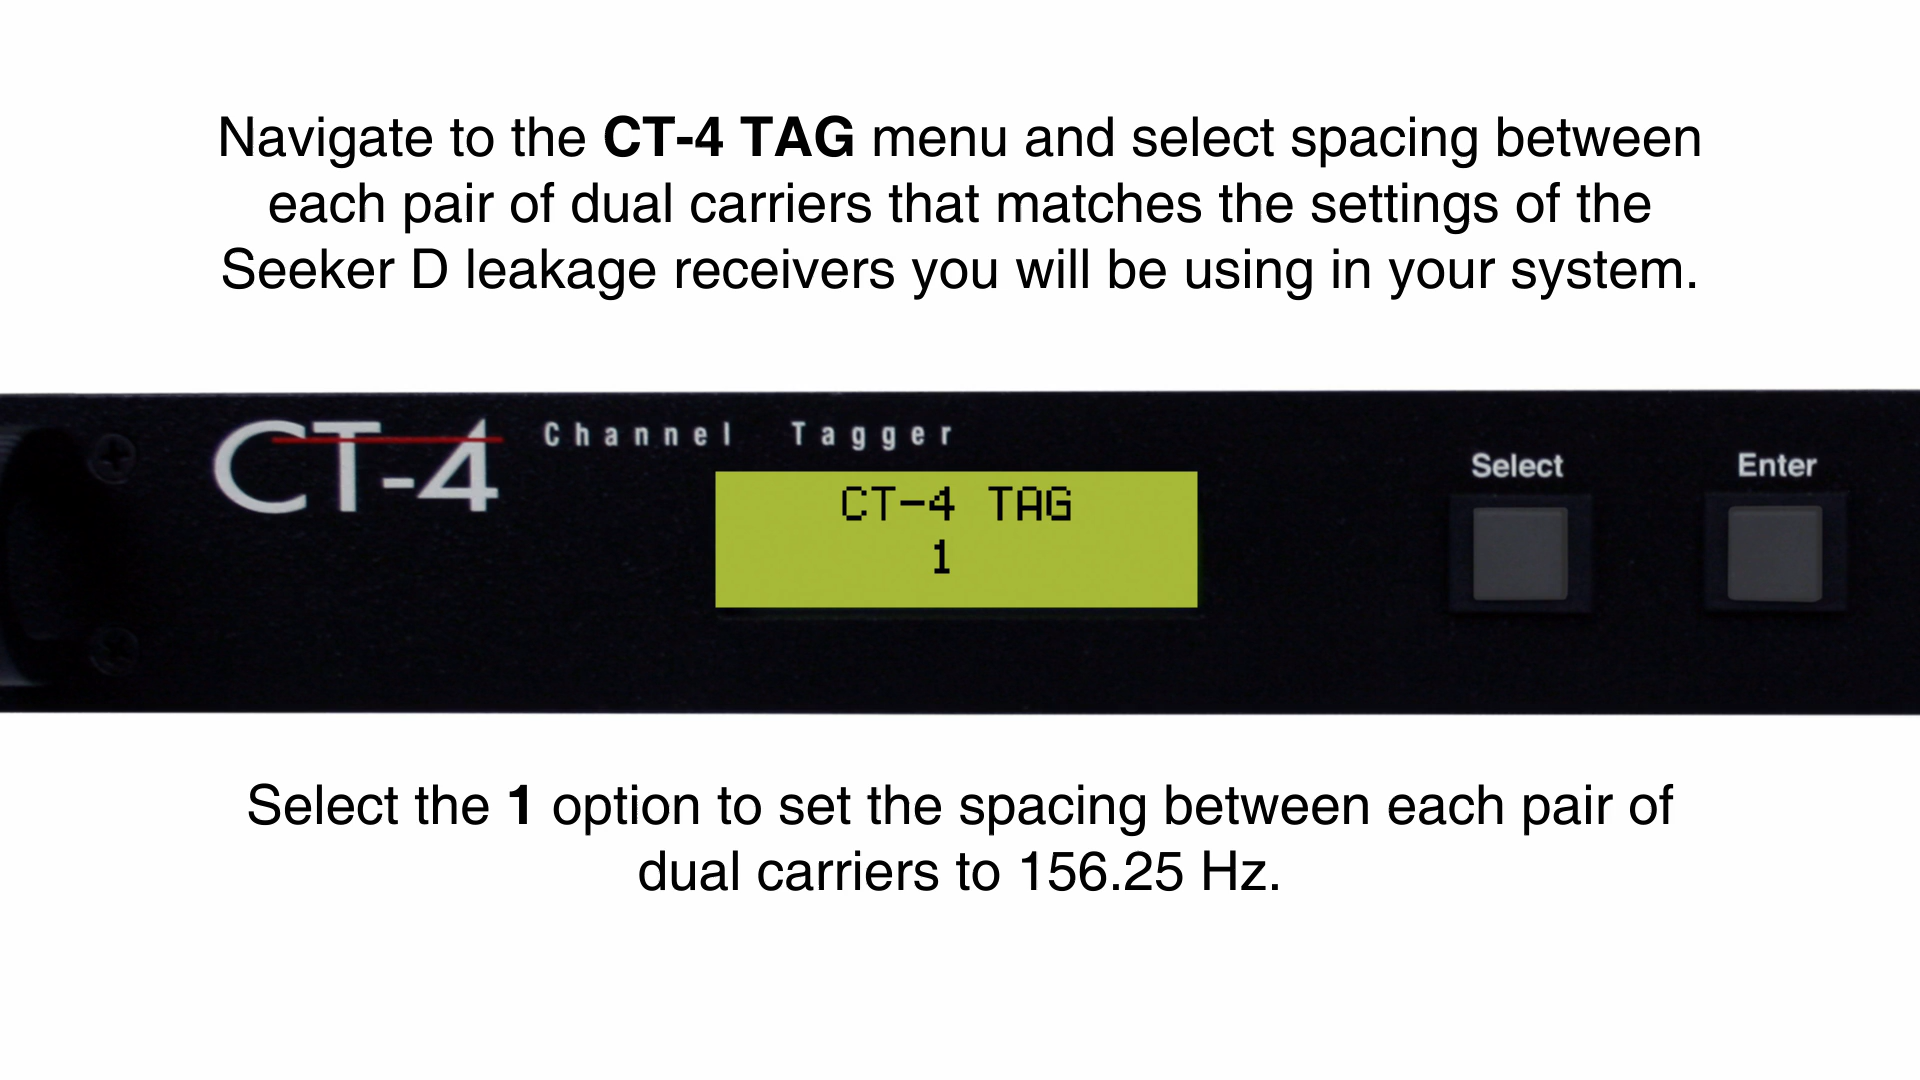 Navigate to the CT-4 TAG menu and select spacing between
each pair of dual carriers that matches the settings of the
Seeker D leakage receivers you will be using in your system.
CT-4 Channel Tagger
Select Enter
CT-4 TAG
1
Select the 1 option to set the spacing between each pair of
dual carriers to 156.25 Hz.